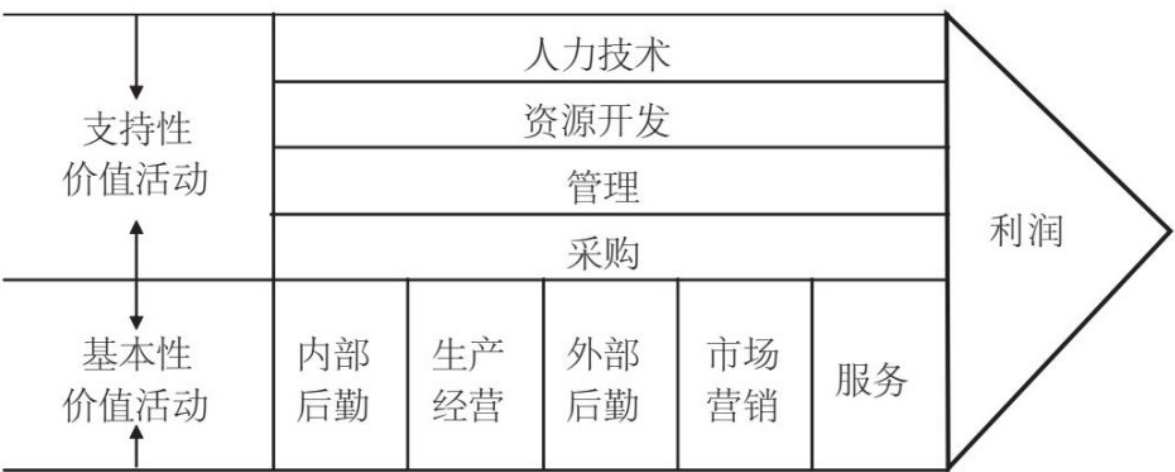 人力技术
资源开发
管理
采购
支持性
价值活动
利润
基本性
价值活动
内部
后勤
生产
经营
外部
后勤
市场
营销
服务